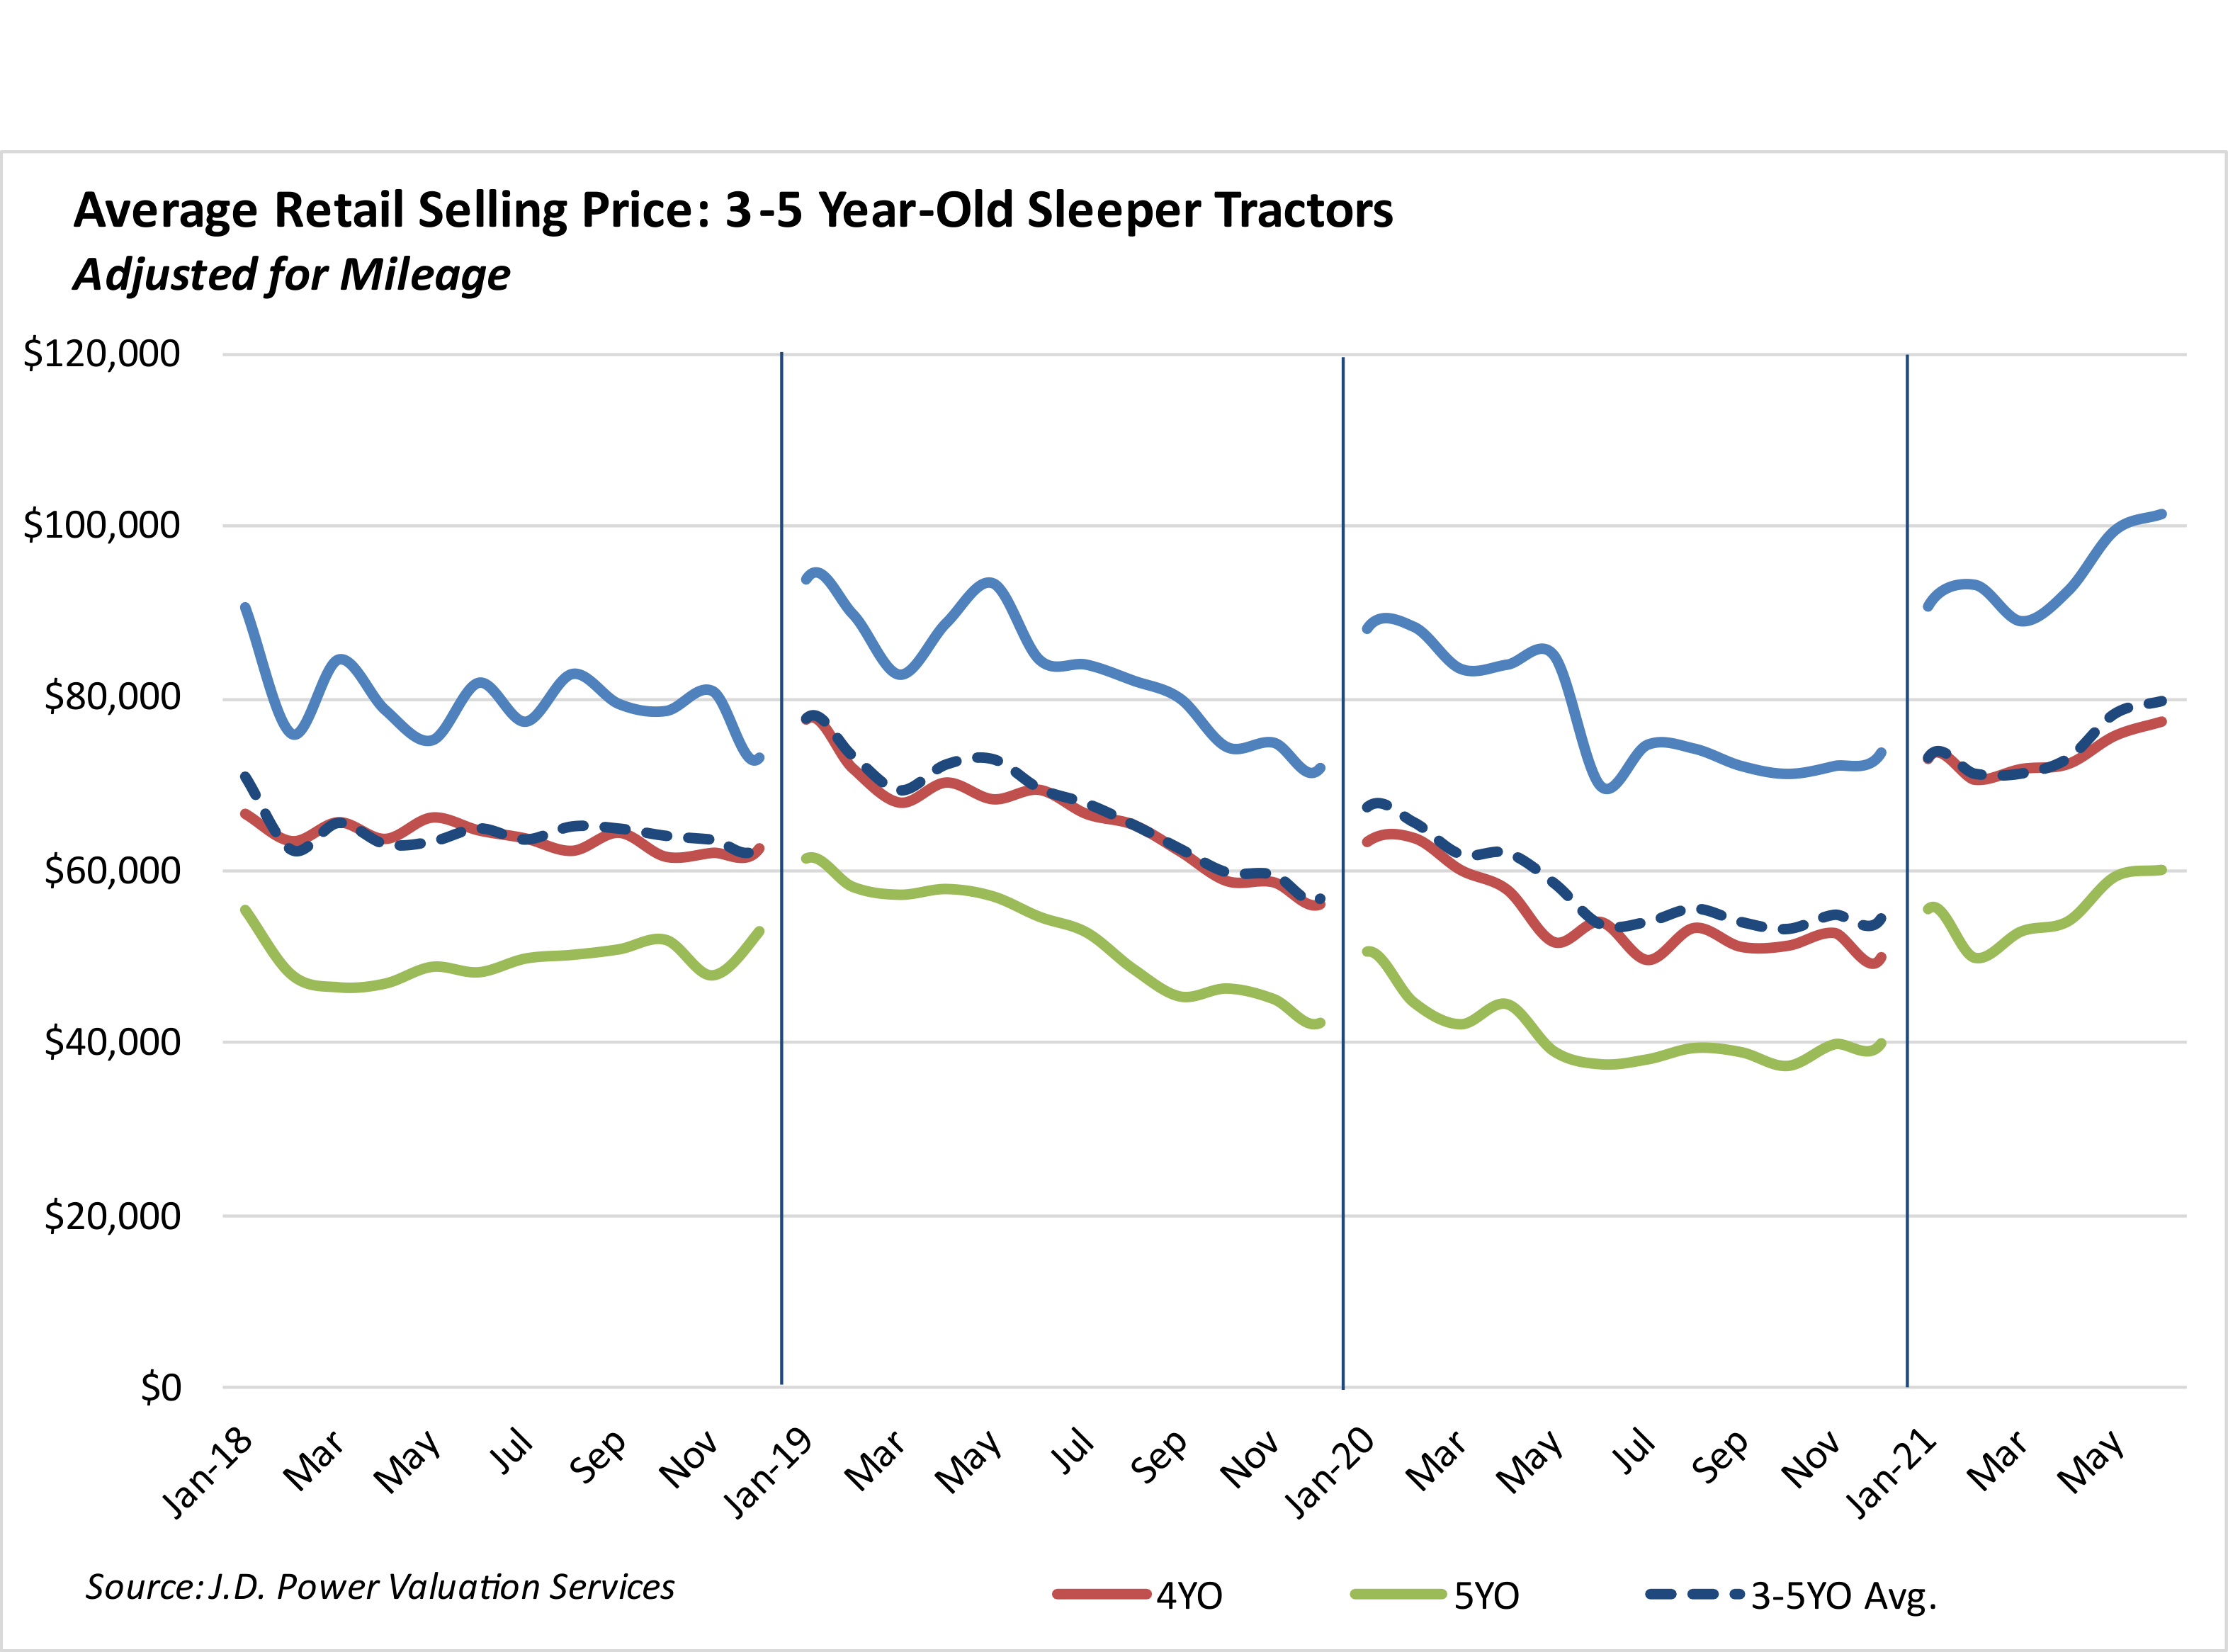 Average Retail Selling Price: 3-5 Year-Old Sleeper Tractors
Adjusted for Mileage
$120,000
$100,000
$80,000
$60,000
$40,000
$20,000
$0
Jan-18 Mar May Jul Sep Nov Jan-19 Mar May Jul Sep Nov Jan-20 Mar May Jul Sep Nov Jan-21 Mar May
Source: J.D. Power Valuation Services
4YO 5YO 3-5YO Avg.